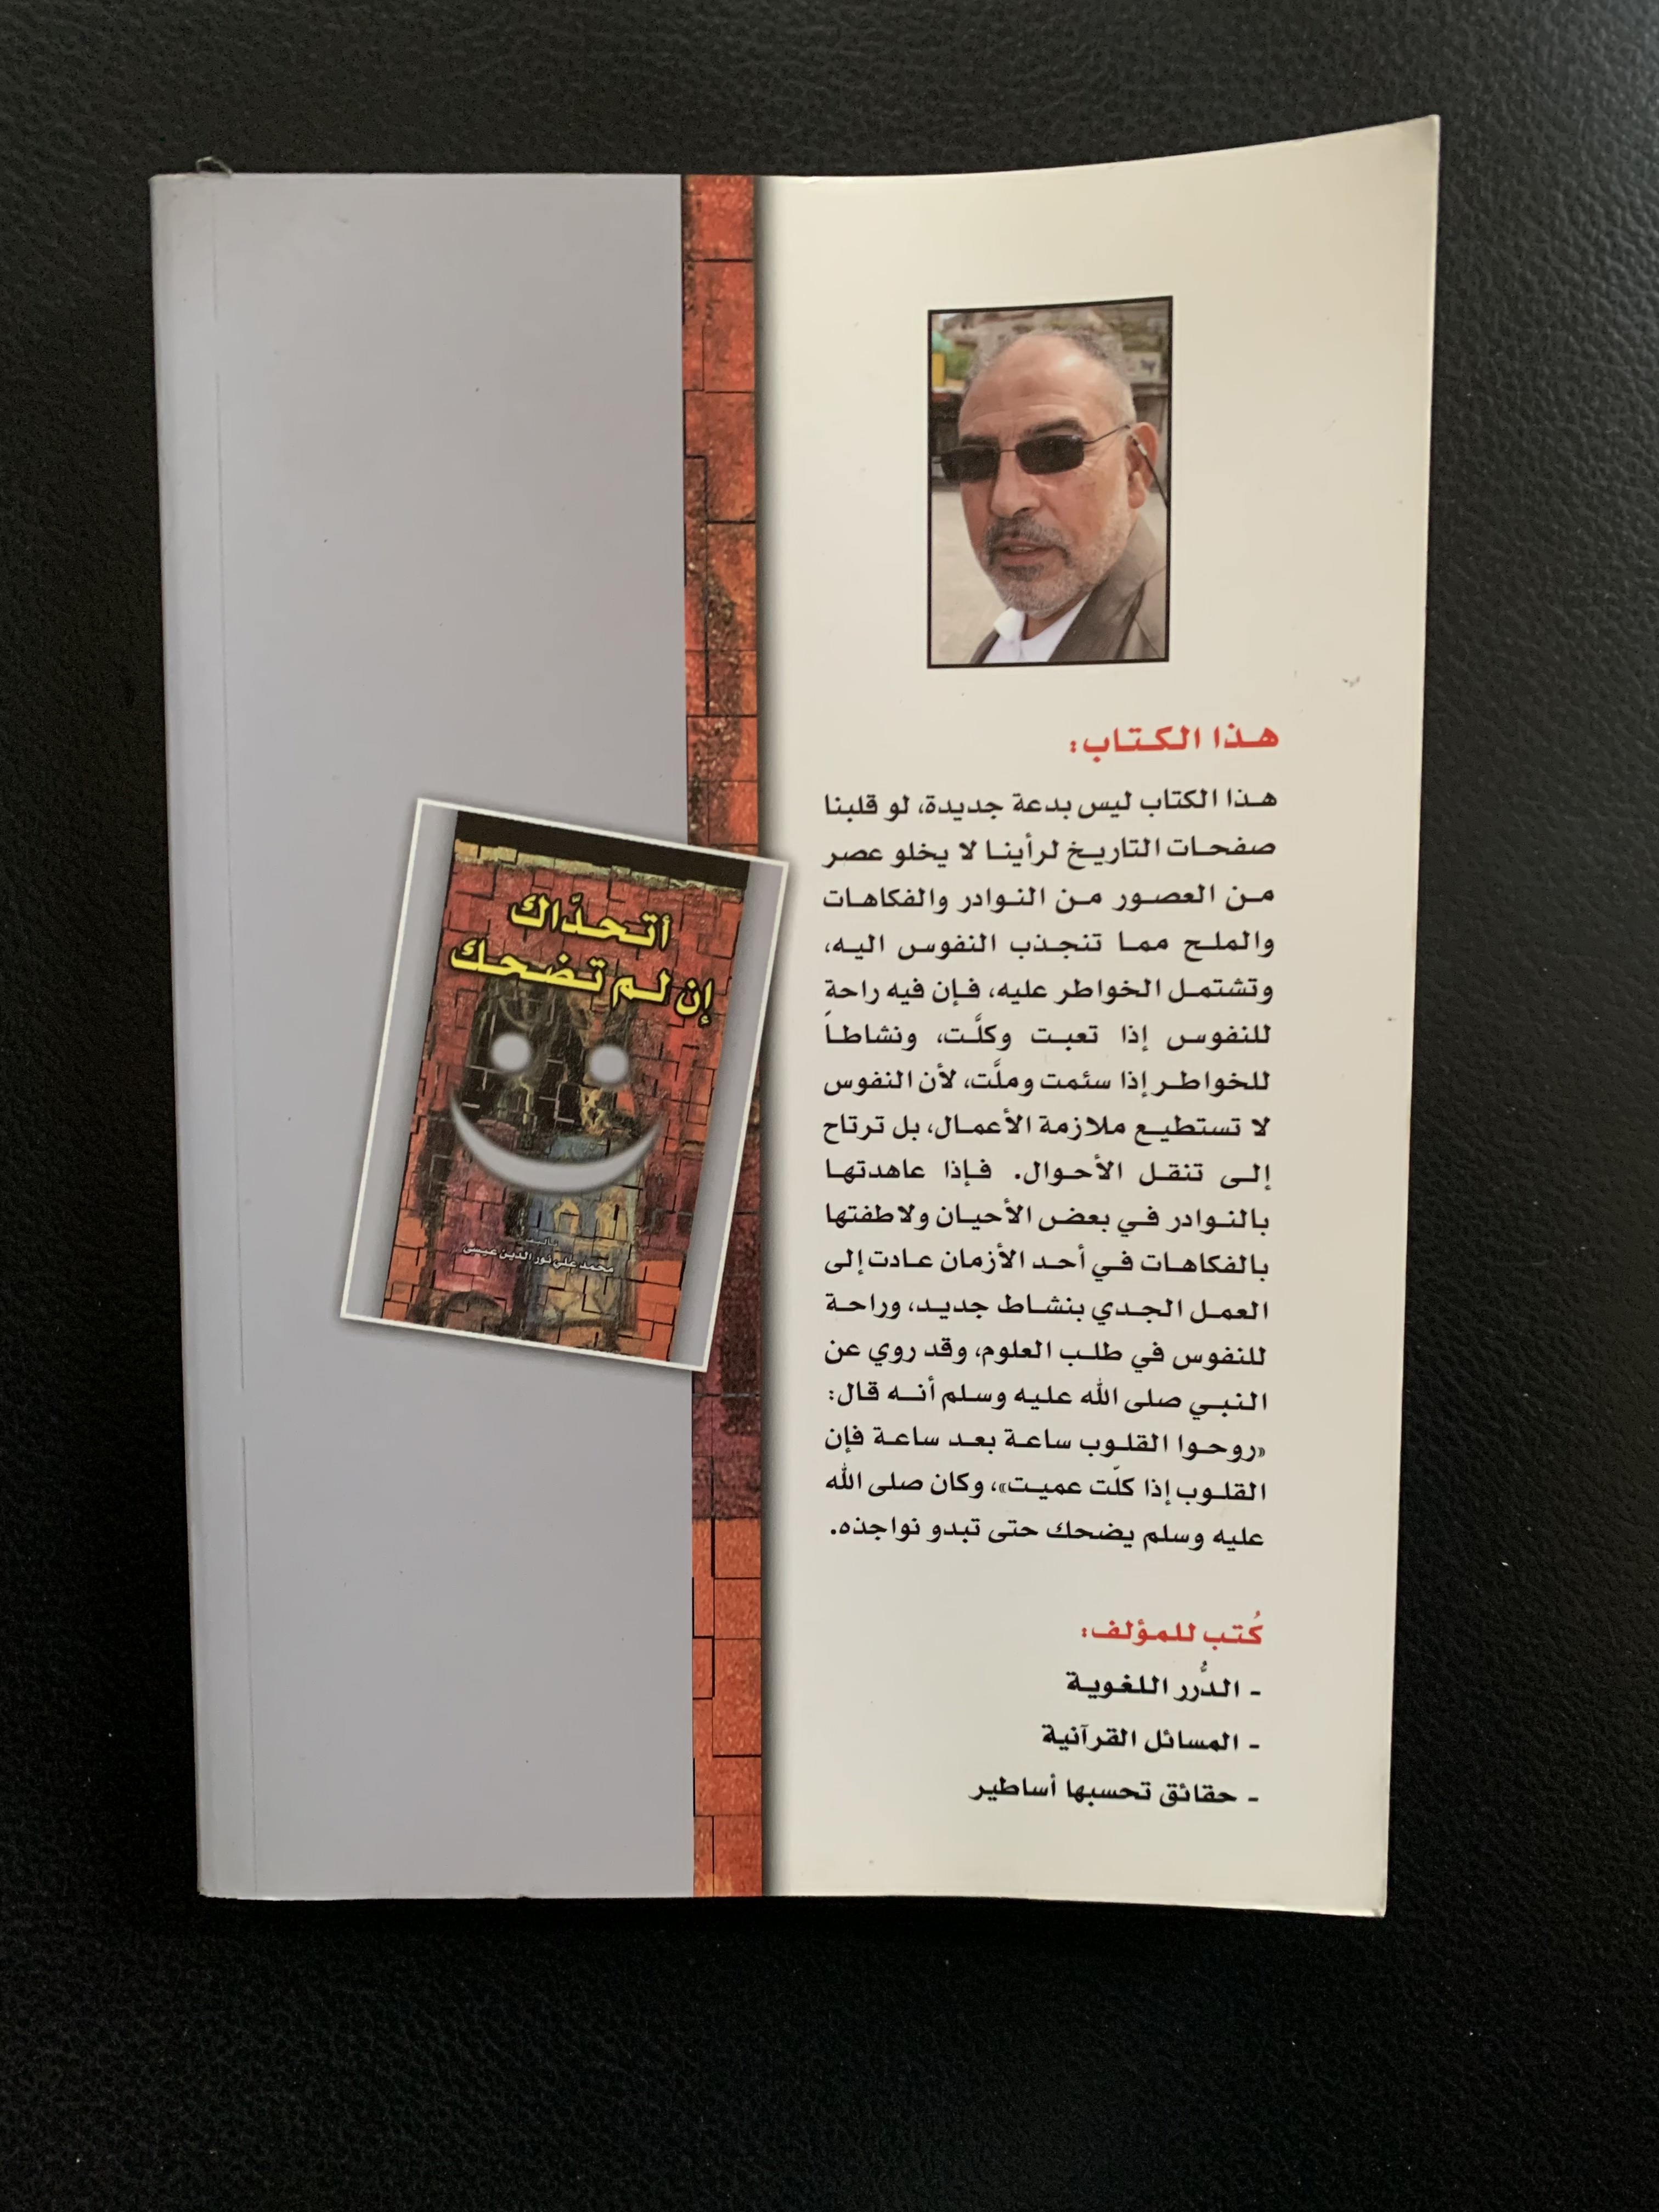 هذا الكتاب:
هذا الكتاب ليس بدعة جديدة، لو قلبنا
صفحات التاريخ لرأينا لا يخلو عصر
من العصور من النوادر والفكاهات
والملح مما تنجذب النفوس اليه،
وتشتمل الخواطر عليه، فإن فيه راحة
للنفوس إذا تعبت وكلَّت، ونشاطاً
للخواطر إذا سئمت وملَّت، لأن النفوس
لا تستطيع ملازمة الأعمال، بل ترتاح
إلى تنقل الأحوال. فإذا عاهدتها
بالنوادر في بعض الأحيان ولاطفتها
بالفكاهات في أحد الأزمان عادت إلى
العمل الجدي بنشاط جديد، وراحة
للنفوس في طلب العلوم، وقد روي عن
النبي صلى الله عليه وسلم أنه قال:
«روحوا القلوب ساعة بعد ساعة فإن
القلوب إذا كلّت عميت»، وكان صلى الله
عليه وسلم يضحك حتى تبدو نواجذه.
كُتب للمؤلف:
- الدُّرر اللغوية
- المسائل القرآنية
- حقائق تحسبها أساطير
أتحدّاك
إن لم تضحك
تأليف
محمد علي نور الدين عيسى